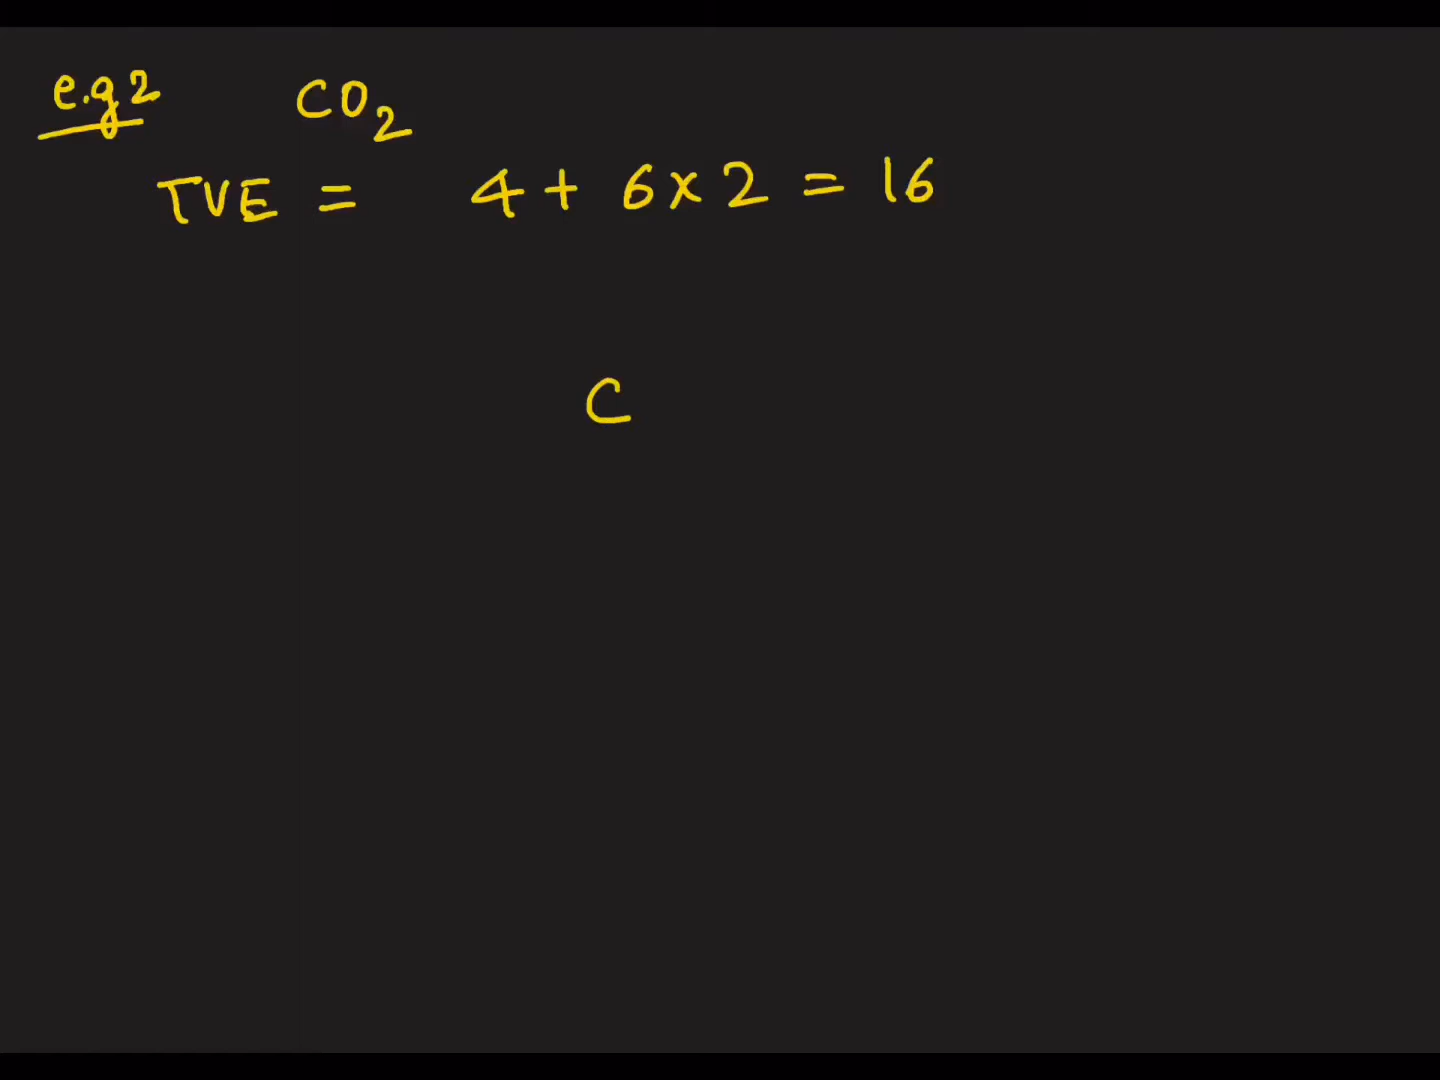 e.g 2 CO₂
TVE = 4 + 6 x 2 = 16
C